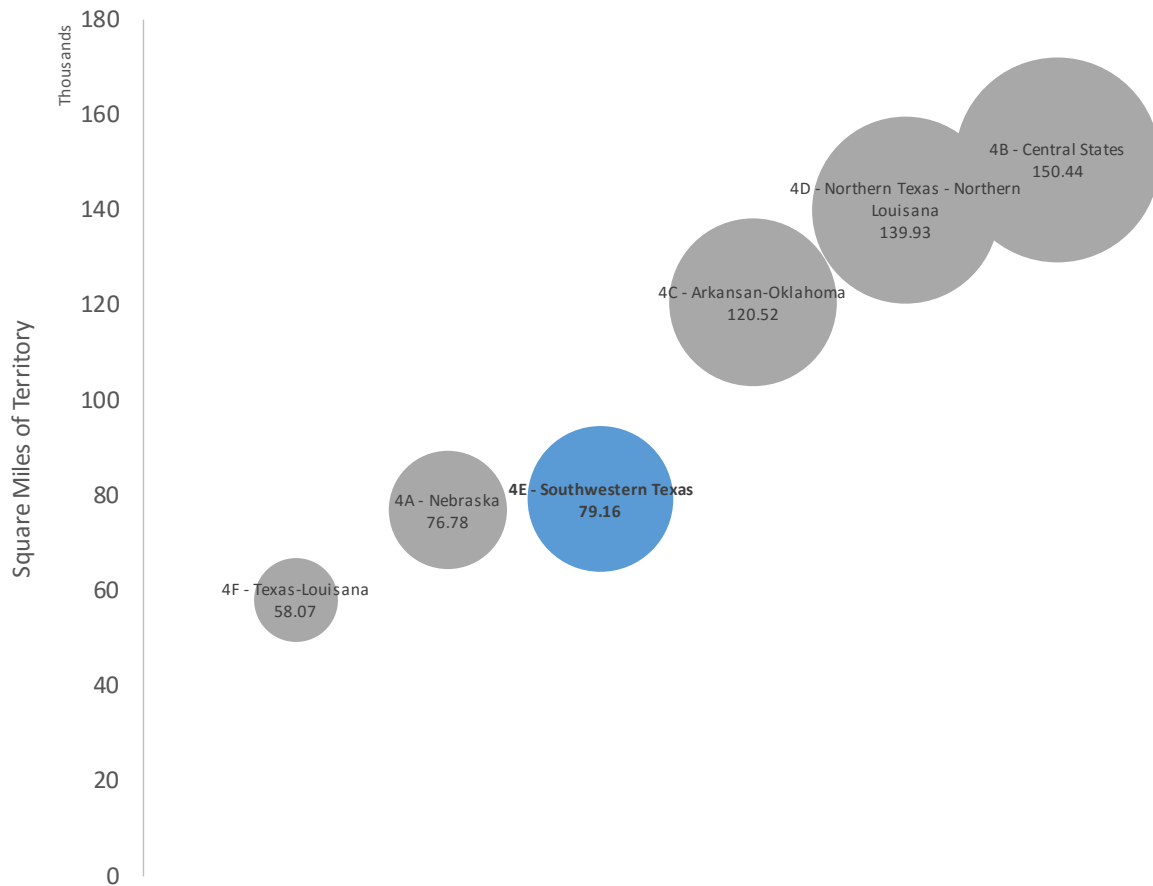 180
Thousands
160
140
120
100
80
60
40
20
0
Square Miles of Territory
4F - Texas-Louisana
58.07
4A - Nebraska
76.78
4E - Southwestern Texas
79.16
4C - Arkansan-Oklahoma
120.52
4D - Northern Texas - Northern
Louisana
139.93
4B - Central States
150.44